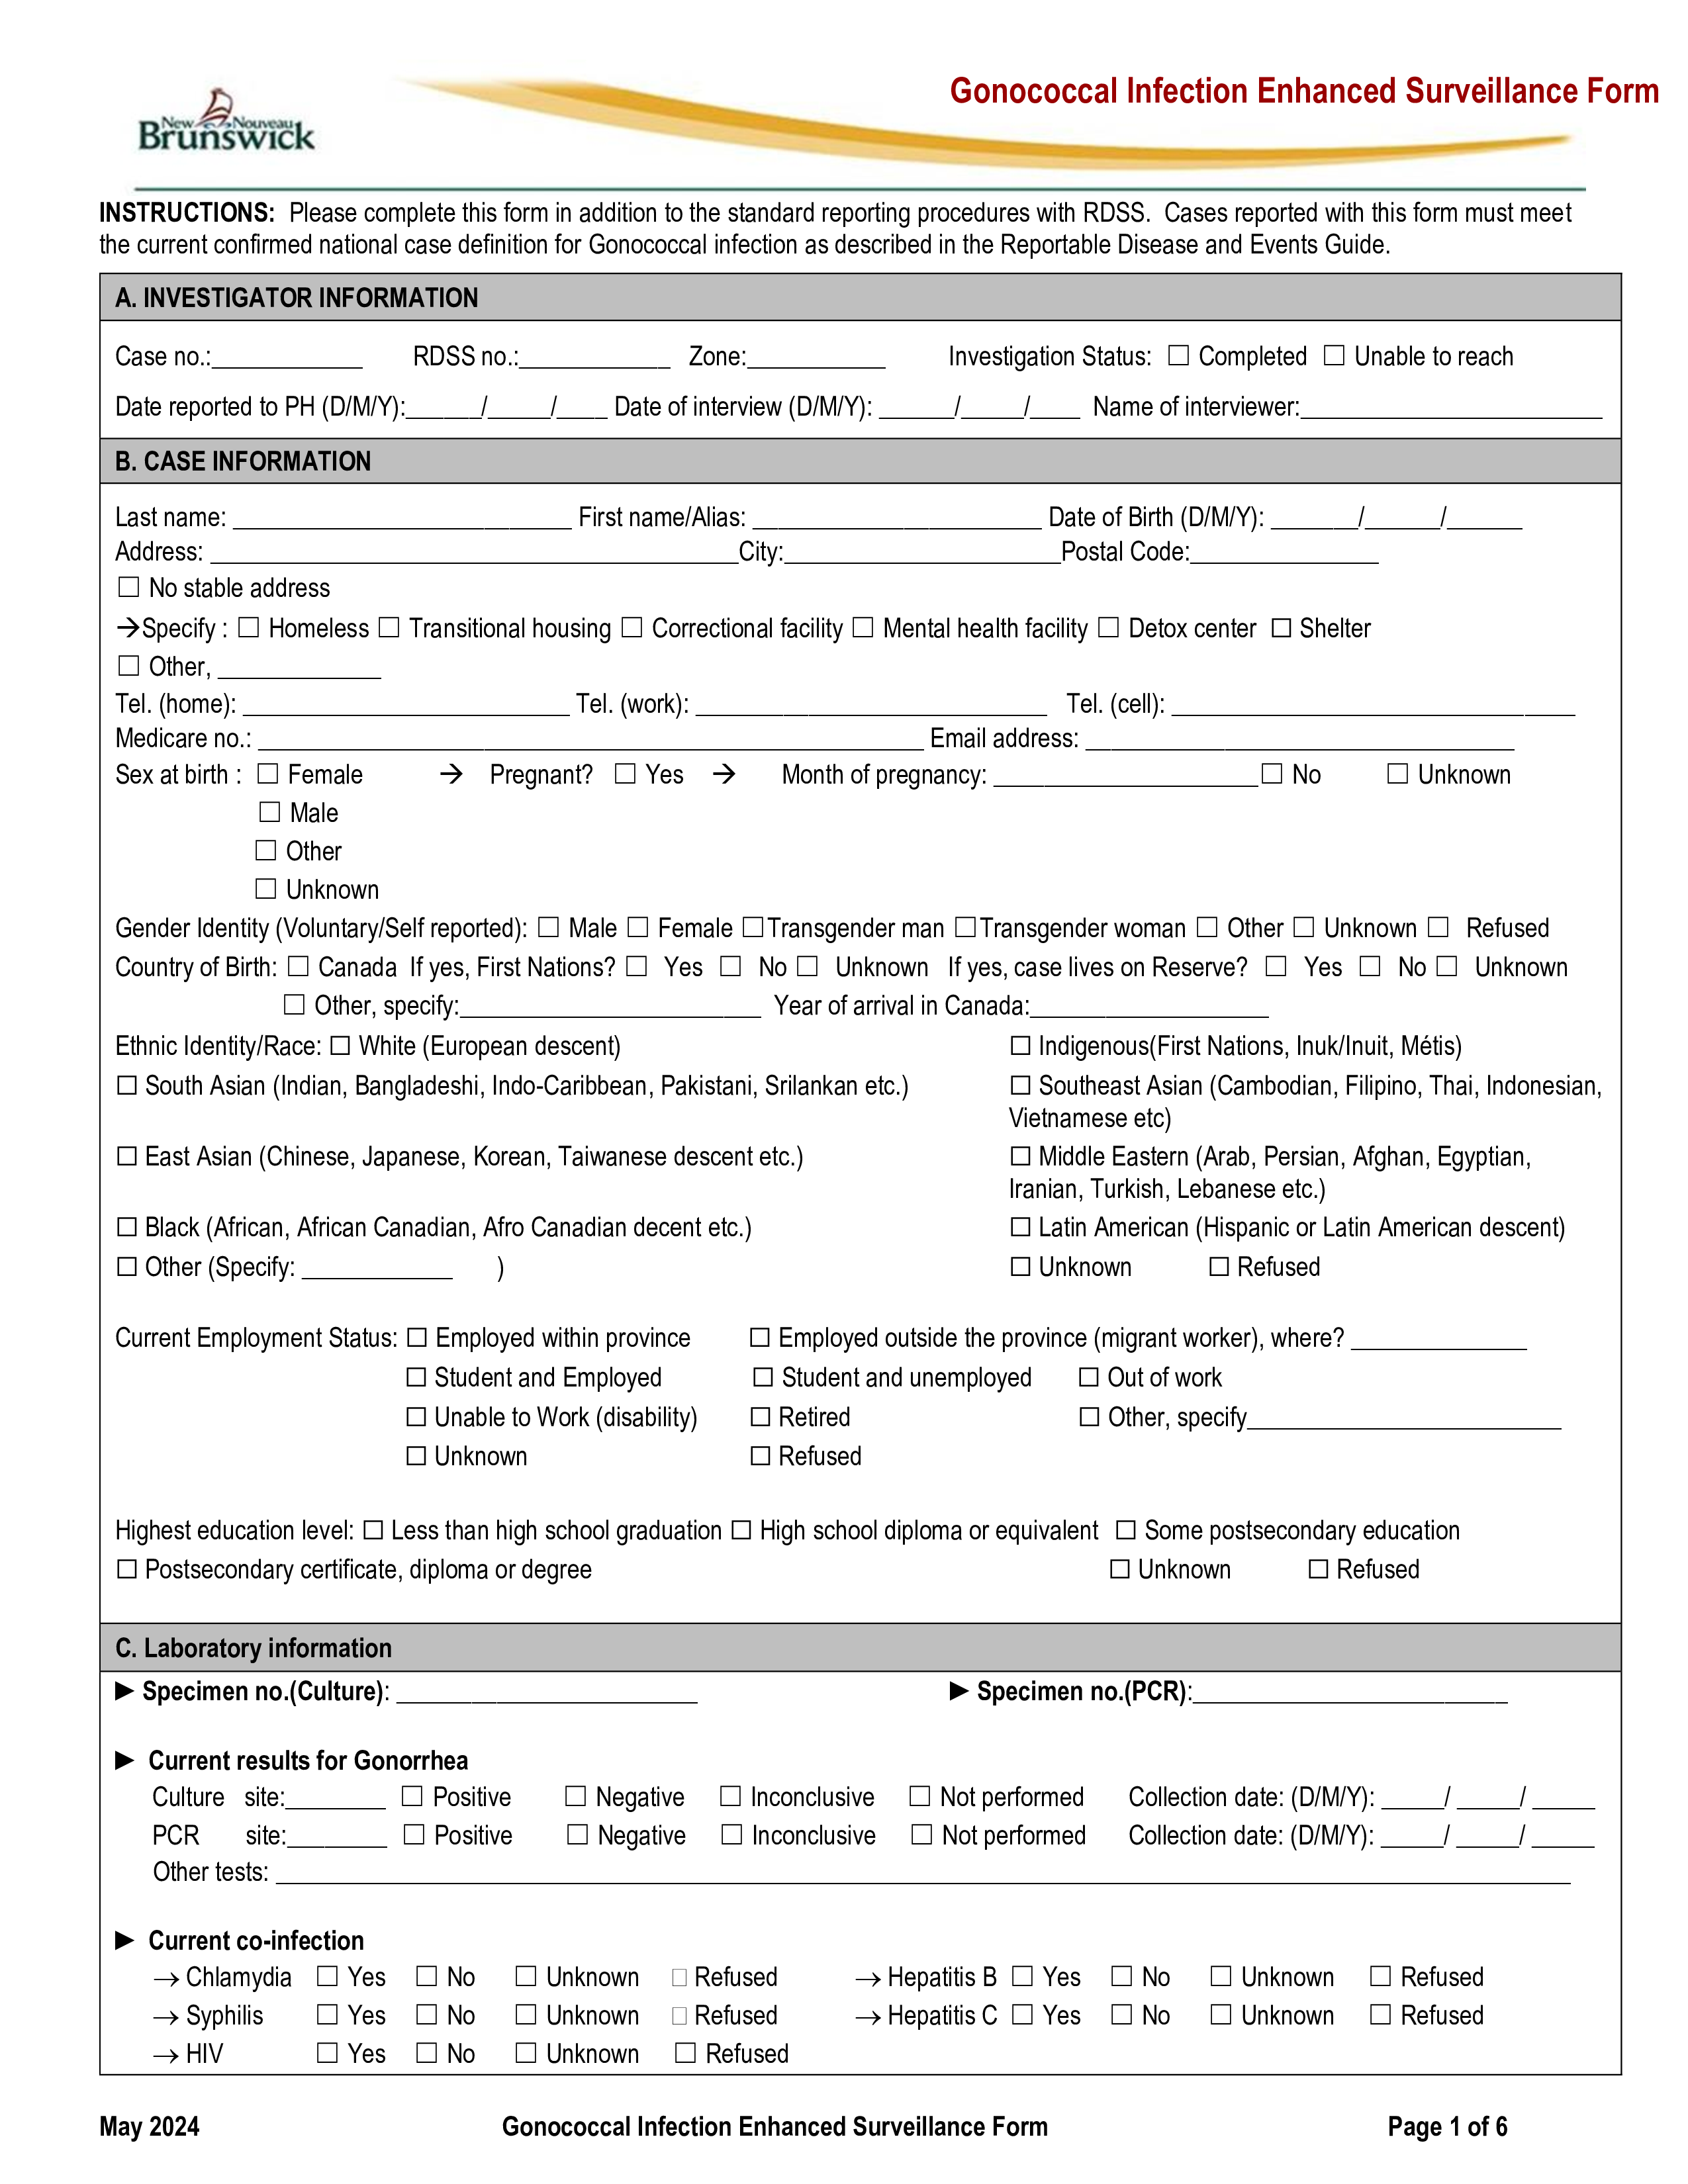 Gonococcal Infection Enhanced Surveillance Form
New Nouveau
Brunswick
INSTRUCTIONS: Please complete this form in addition to the standard reporting procedures with RDSS. Cases reported with this form must meet
the current confirmed national case definition for Gonococcal infection as described in the Reportable Disease and Events Guide.
A. INVESTIGATOR INFORMATION
Case no.:____________ RDSS no.:____________ Zone:___________ Investigation Status: ☐ Completed ☐ Unable to reach
Date reported to PH (D/M/Y):______/_____/____ Date of interview (D/M/Y): ______/_____/____ Name of interviewer:________________________
B. CASE INFORMATION
Last name: ___________________________ First name/Alias: _______________________ Date of Birth (D/M/Y): _______/______/______
Address: __________________________________________City:______________________Postal Code:_______________
☐ No stable address
→Specify : ☐ Homeless ☐ Transitional housing ☐ Correctional facility ☐ Mental health facility ☐ Detox center ☐ Shelter
☐ Other, _____________
Tel. (home): __________________________ Tel. (work): ____________________________ Tel. (cell): ________________________________
Medicare no.: _____________________________________________________ Email address: __________________________________
Sex at birth : ☐ Female → Pregnant? ☐ Yes → Month of pregnancy: _____________________☐ No ☐ Unknown
☐ Male
☐ Other
☐ Unknown
Gender Identity (Voluntary/Self reported): ☐ Male ☐ Female ☐Transgender man ☐Transgender woman ☐ Other ☐ Unknown ☐ Refused
Country of Birth: ☐ Canada If yes, First Nations? ☐ Yes ☐ No ☐ Unknown If yes, case lives on Reserve? ☐ Yes ☐ No ☐ Unknown
☐ Other, specify:________________________ Year of arrival in Canada:___________________
Ethnic Identity/Race: ☐ White (European descent) ☐ Indigenous(First Nations, Inuk/Inuit, Métis)
☐ South Asian (Indian, Bangladeshi, Indo-Caribbean, Pakistani, Srilankan etc.) ☐ Southeast Asian (Cambodian, Filipino, Thai, Indonesian,
Vietnamese etc)
☐ East Asian (Chinese, Japanese, Korean, Taiwanese descent etc.) ☐ Middle Eastern (Arab, Persian, Afghan, Egyptian,
Iranian, Turkish, Lebanese etc.)
☐ Black (African, African Canadian, Afro Canadian decent etc.) ☐ Latin American (Hispanic or Latin American descent)
☐ Other (Specify: ____________ ) ☐ Unknown ☐ Refused
Current Employment Status: ☐ Employed within province ☐ Employed outside the province (migrant worker), where? ______________
☐ Student and Employed ☐ Student and unemployed ☐ Out of work
☐ Unable to Work (disability) ☐ Retired ☐ Other, specify_________________________
☐ Unknown ☐ Refused
Highest education level: ☐ Less than high school graduation ☐ High school diploma or equivalent ☐ Some postsecondary education
☐ Postsecondary certificate, diploma or degree ☐ Unknown ☐ Refused
C. Laboratory information
► Specimen no.(Culture): ________________________ ► Specimen no.(PCR):_________________________
► Current results for Gonorrhea
Culture site:________ ☐ Positive ☐ Negative ☐ Inconclusive ☐ Not performed Collection date: (D/M/Y): _____/ _____/ _____
PCR site:________ ☐ Positive ☐ Negative ☐ Inconclusive ☐ Not performed Collection date: (D/M/Y): _____/ _____/ _____
Other tests: ____________________________________________________________________________________
► Current co-infection
→ Chlamydia ☐ Yes ☐ No ☐ Unknown ☐ Refused → Hepatitis B ☐ Yes ☐ No ☐ Unknown ☐ Refused
→ Syphilis ☐ Yes ☐ No ☐ Unknown ☐ Refused → Hepatitis C ☐ Yes ☐ No ☐ Unknown ☐ Refused
→ HIV ☐ Yes ☐ No ☐ Unknown ☐ Refused
May 2024 Gonococcal Infection Enhanced Surveillance Form Page 1 of 6